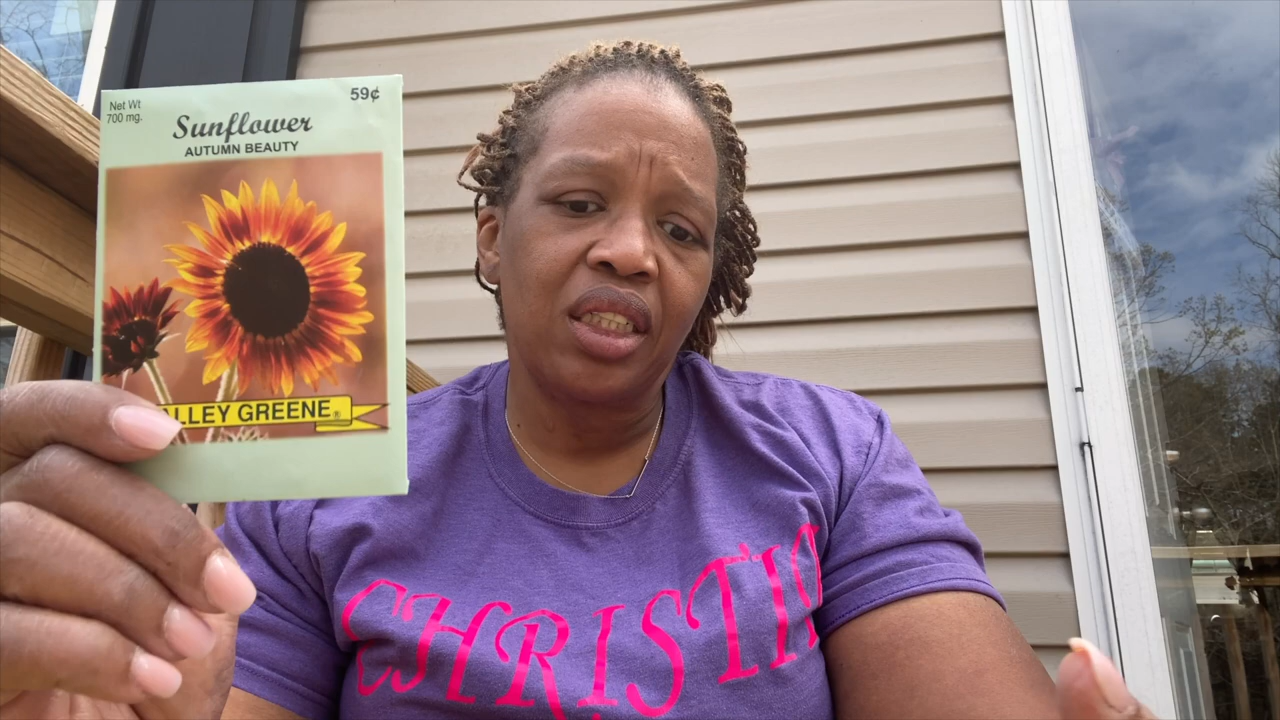 Net Wt
700 mg.
59¢
Sunflower
AUTUMN BEAUTY
ALLEY GREENE®
CHRISTI